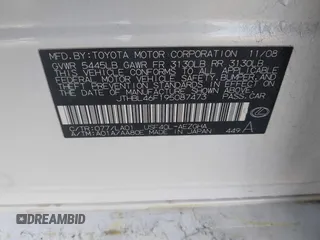 MFD. BY: TOYOTA MOTOR CORPORATION 11/08
GVWR 5445LB GAWR FR 3130LB RR 3130LB
THIS VEHICLE CONFORMS TO ALL APPLICABLE
FEDERAL MOTOR VEHICLE SAFETY, BUMPER, AND
THEFT PREVENTION STANDARDS IN EFFECT ON
THE DATE OF MANUFACTURE SHOWN ABOVE.
JTHBL46F195087473 PASS.CAR
C/TR:077/LA01 USF40L-AEZGHA
A/TM:A01A/AA80E MADE IN JAPAN 449 A
DREAMBID